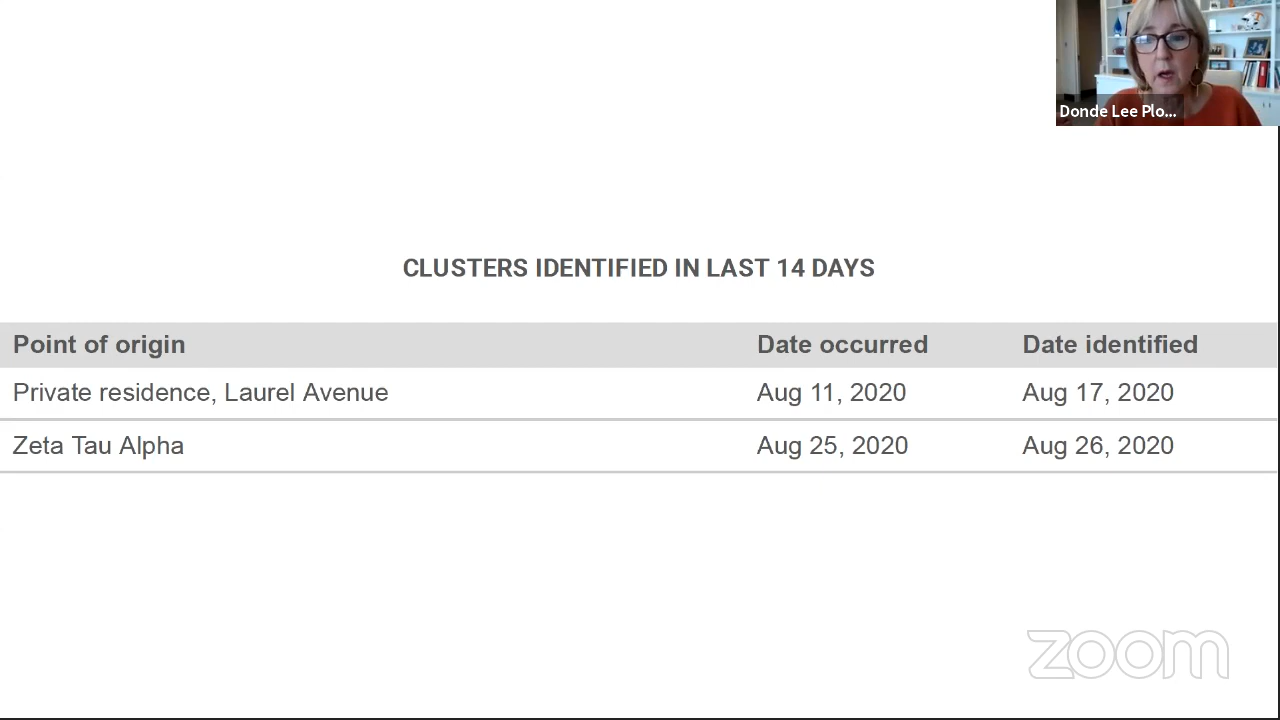 Donde Lee Plo...
CLUSTERS IDENTIFIED IN LAST 14 DAYS
Point of origin Date occurred Date identified
Private residence, Laurel Avenue Aug 11, 2020 Aug 17, 2020
Zeta Tau Alpha Aug 25, 2020 Aug 26, 2020
zoom